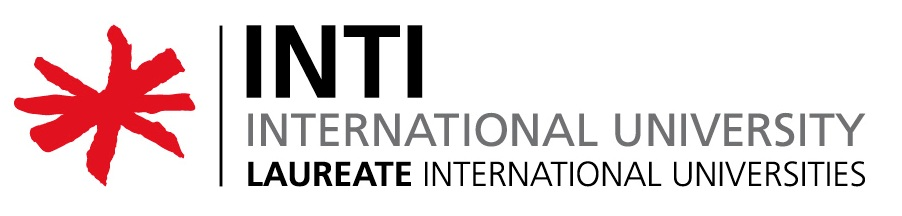 INTI
INTERNATIONAL UNIVERSITY
LAUREATE INTERNATIONAL UNIVERSITIES